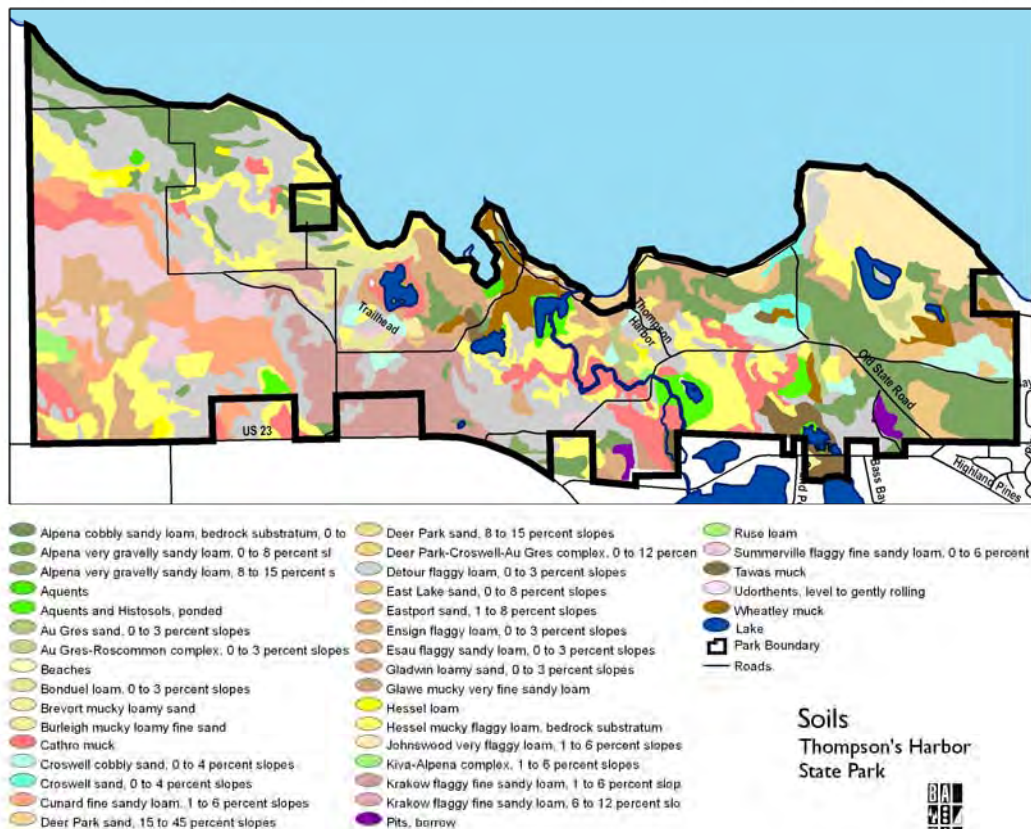 Trailhead
Thompson
Harbor
Old State Road
US 23
Bass Bay
Highland Pines
Alpena cobbly sandy loam, bedrock substratum, 0 to
Alpena very gravelly sandy loam, 0 to 8 percent sl
Alpena very gravelly sandy loam, 8 to 15 percent s
Aquents
Aquents and Histosols, ponded
Au Gres sand, 0 to 3 percent slopes
Au Gres-Roscommon complex, 0 to 3 percent slopes
Beaches
Bonduel loam, 0 to 3 percent slopes
Brevort mucky loamy sand
Burleigh mucky loamy fine sand
Cathro muck
Croswell cobbly sand, 0 to 4 percent slopes
Croswell sand, 0 to 4 percent slopes
Cunard fine sandy loam, 1 to 6 percent slopes
Deer Park sand, 15 to 45 percent slopes
Deer Park sand, 8 to 15 percent slopes
Deer Park-Croswell-Au Gres complex, 0 to 12 percen
Detour flaggy loam, 0 to 3 percent slopes
East Lake sand, 0 to 8 percent slopes
Eastport sand, 1 to 8 percent slopes
Ensign flaggy loam, 0 to 3 percent slopes
Esau flaggy sandy loam, 0 to 3 percent slopes
Gladwin loamy sand, 0 to 3 percent slopes
Glawe mucky very fine sandy loam
Hessel loam
Hessel mucky flaggy loam, bedrock substratum
Johnswood very flaggy loam, 1 to 6 percent slopes
Kiva-Alpena complex, 1 to 6 percent slopes
Krakow flaggy fine sandy loam, 1 to 6 percent slop
Krakow flaggy fine sandy loam, 6 to 12 percent slo
Pits, borrow
Ruse loam
Summerville flaggy fine sandy loam, 0 to 6 percent
Tawas muck
Udorthents, level to gently rolling
Wheatley muck
Lake
Park Boundary
Roads
Soils
Thompson's Harbor
State Park